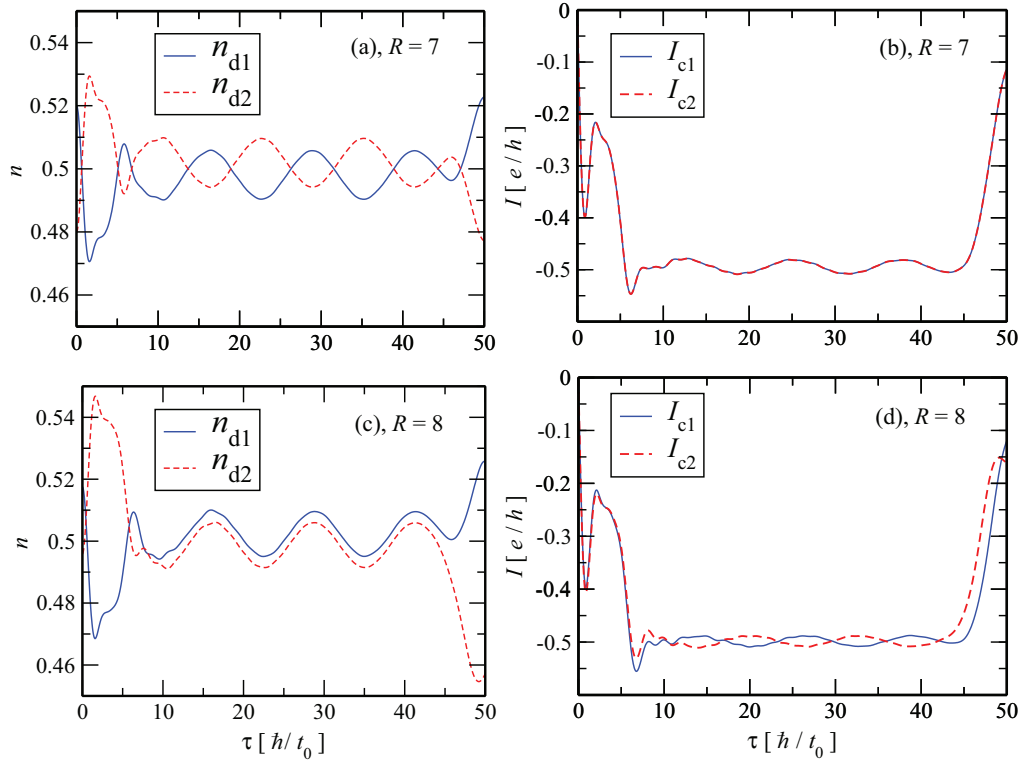 0.54
0.52
0.5
0.48
0.46
n
n_d1
n_d2
(a), R = 7
0 10 20 30 40 50
0
-0.1
-0.2
-0.3
-0.4
-0.5
I [ e / h ]
(b), R = 7
I_c1
I_c2
0 10 20 30 40 50
0.54
0.52
0.5
0.48
0.46
n
n_d1
n_d2
(c), R = 8
0 10 20 30 40 50
τ [ ħ / t_0 ]
0
-0.1
-0.2
-0.3
-0.4
-0.5
I [ e / h ]
I_c1
I_c2
(d), R = 8
0 10 20 30 40 50
τ [ ħ / t_0 ]